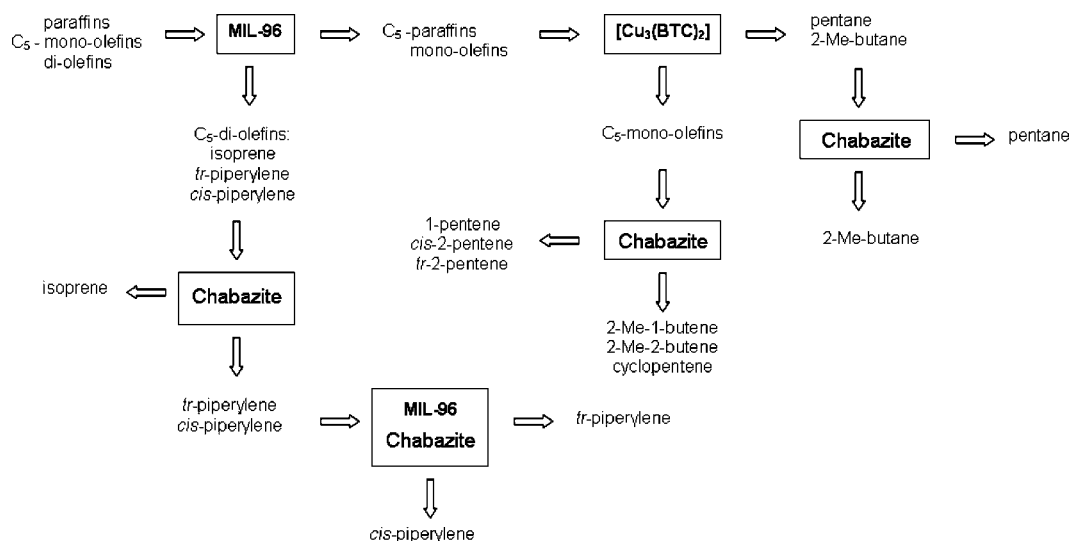 paraffins
C₅ - mono-olefins
di-olefins
MIL-96
C₅ -paraffins
mono-olefins
[Cu₃(BTC)₂]
pentane
2-Me-butane
C₅-di-olefins:
isoprene
tr-piperylene
cis-piperylene
C₅-mono-olefins
Chabazite
pentane
1-pentene
cis-2-pentene
tr-2-pentene
Chabazite
2-Me-butane
isoprene
Chabazite
2-Me-1-butene
2-Me-2-butene
cyclopentene
tr-piperylene
cis-piperylene
MIL-96
Chabazite
tr-piperylene
cis-piperylene